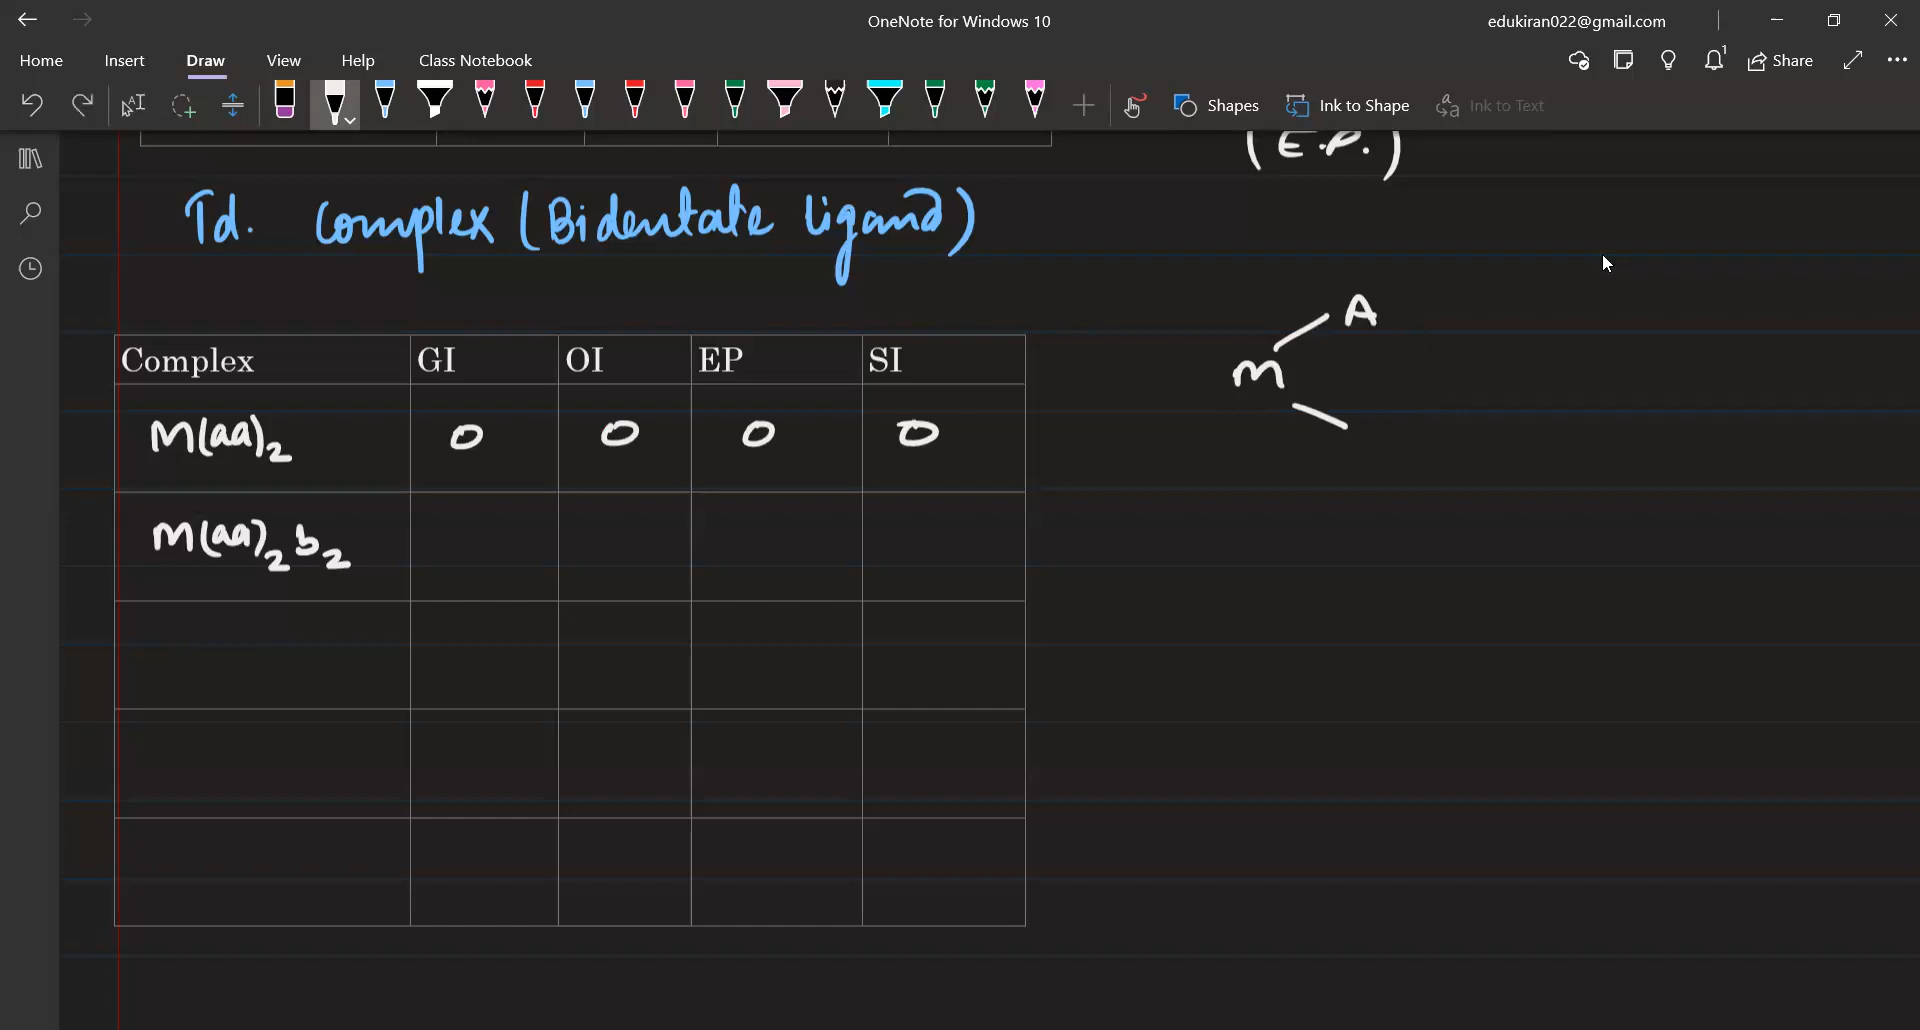 OneNote for Windows 10
edukiran022@gmail.com
Home Insert Draw View Help Class Notebook
1 Share
Shapes Ink to Shape Ink to Text
(E.P.)
Td. Complex (Bidentate ligand)
A
M
Complex GI OI EP SI
M(aa)₂ 0 0 0 0
M(aa)₂b₂